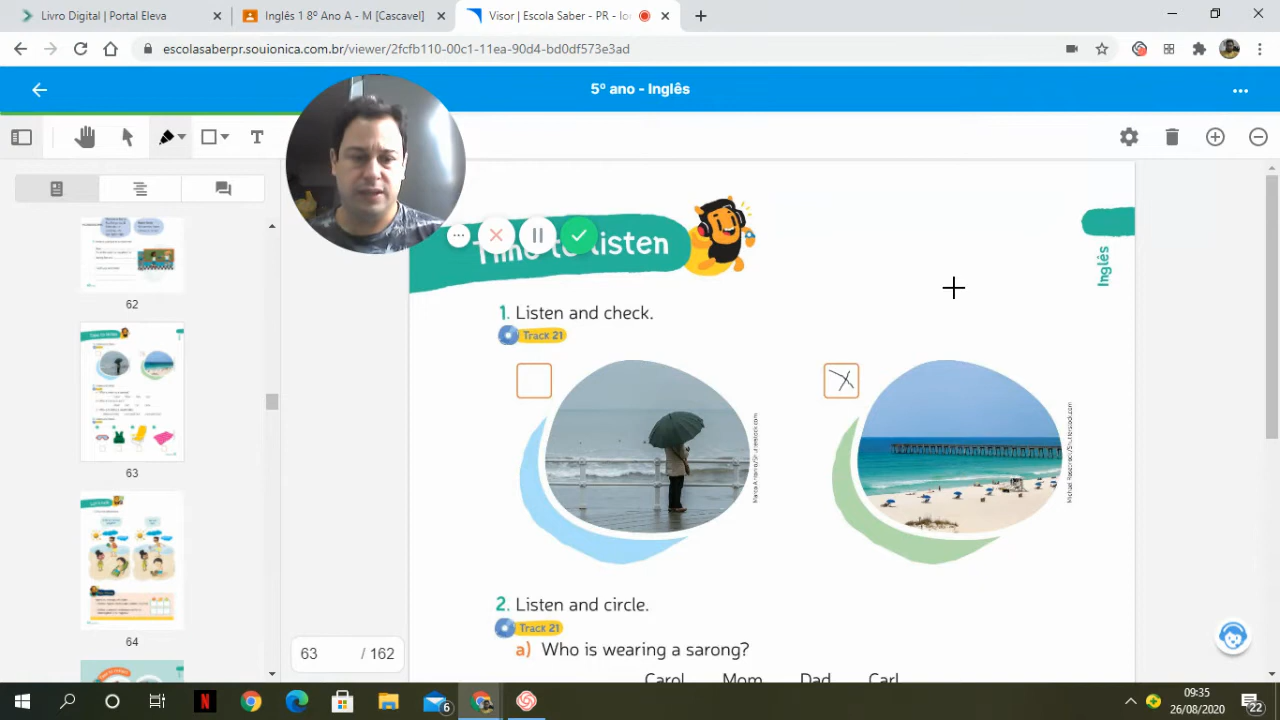 Livro Digital | Portal Eleva
Inglês 1 8º Ano A - M [Cascavel]
Visor | Escola Saber - PR - Io
escolasaberpr.souionica.com.br/viewer/2fcfb110-00c1-11ea-90d4-bd0df573e3ad
5º ano - Inglês
T
listen
Inglês
1. Listen and check.
Track 21
62
63
64
2. Listen and circle.
Track 21
a) Who is wearing a sarong?
Carol Mom Dad Carl
63 / 162
6
09:35
26/08/2020
22